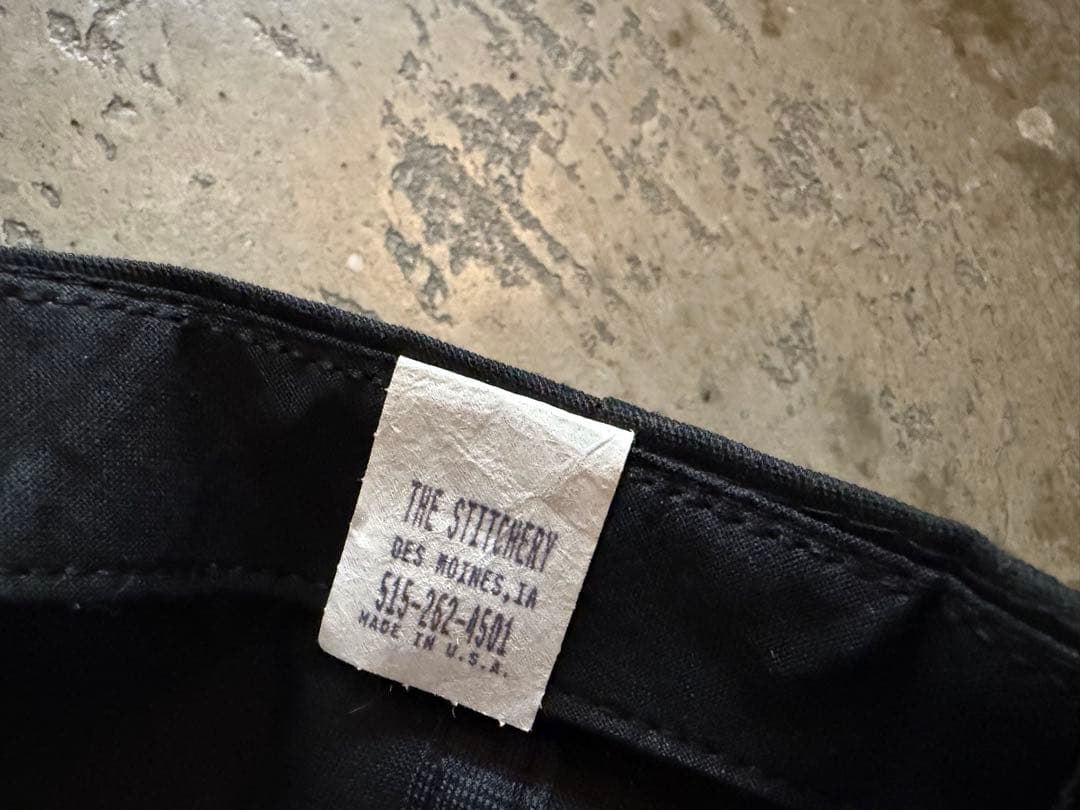 THE STITCHERY
DES MOINES, IA
515-262-4501
MADE IN U.S.A.